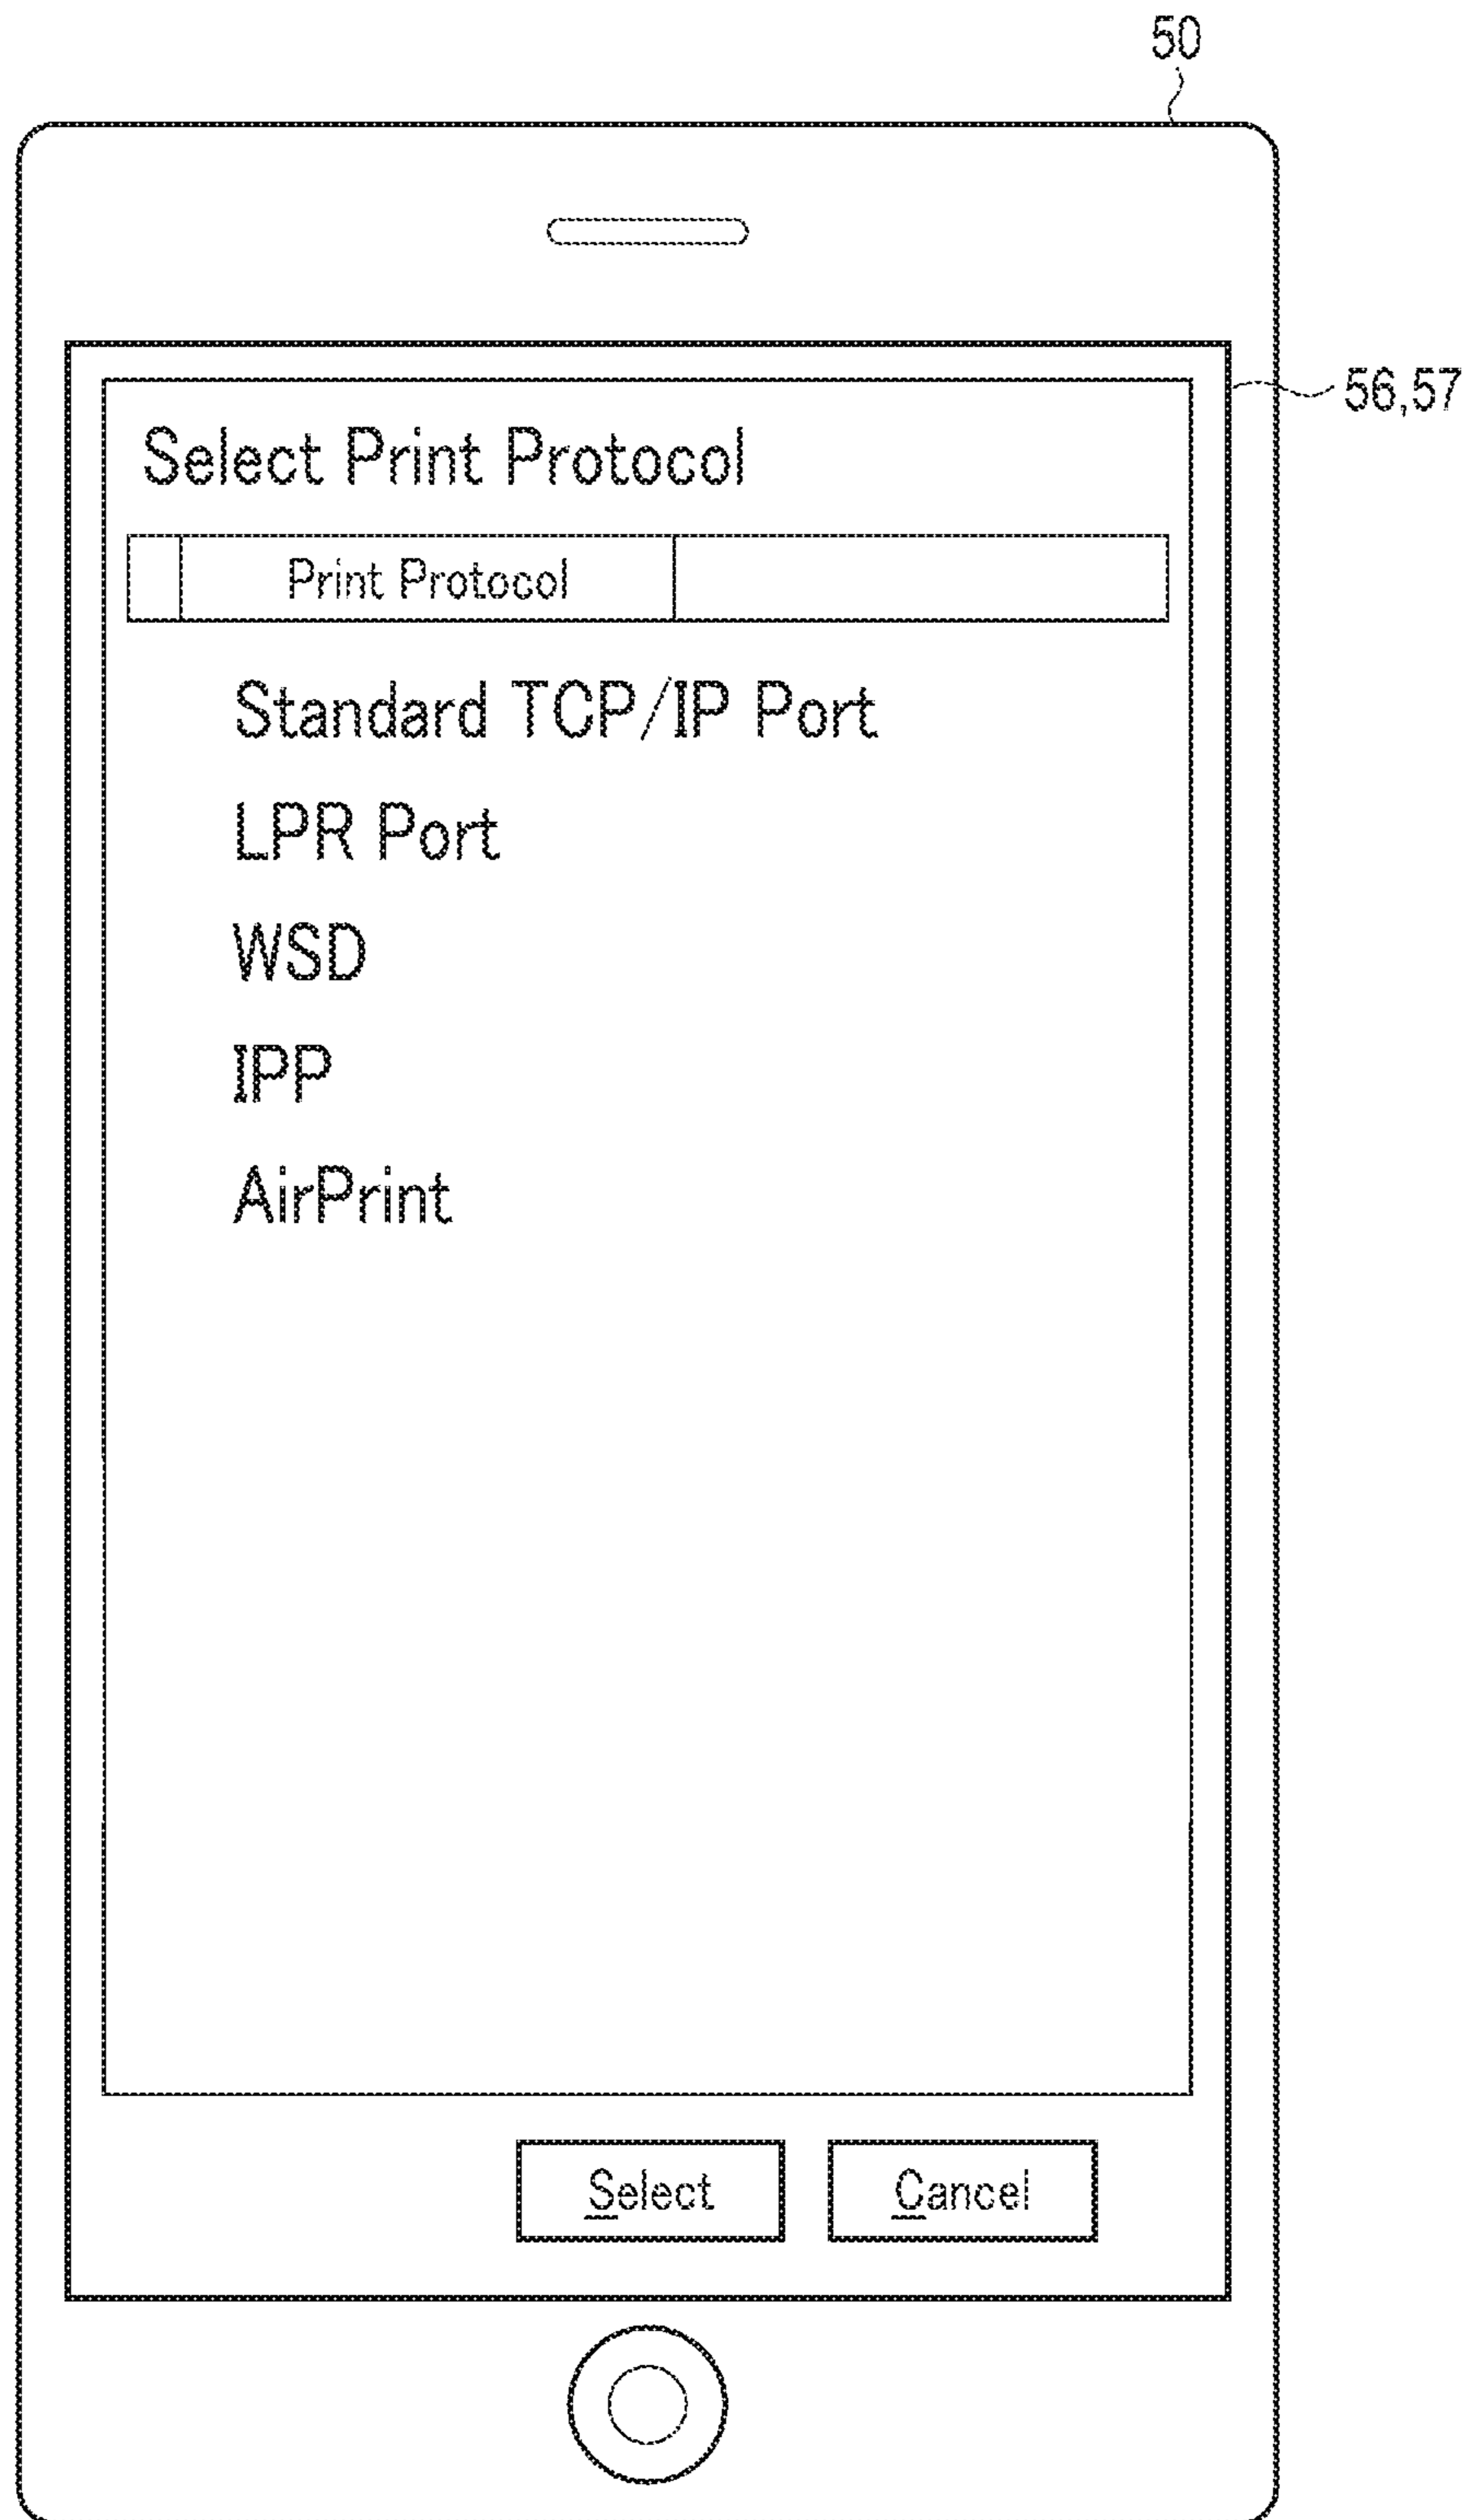 50
56,57
Select Print Protocol
Print Protocol
Standard TCP/IP Port
LPR Port
WSD
IPP
AirPrint
Select
Cancel